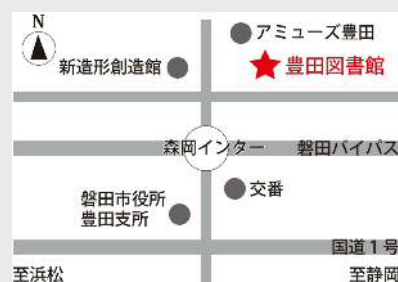 N
アミューズ豊田
新造形創造館
豊田図書館
森岡インター
磐田バイパス
磐田市役所
豊田支所
交番
国道1号
至浜松
至静岡